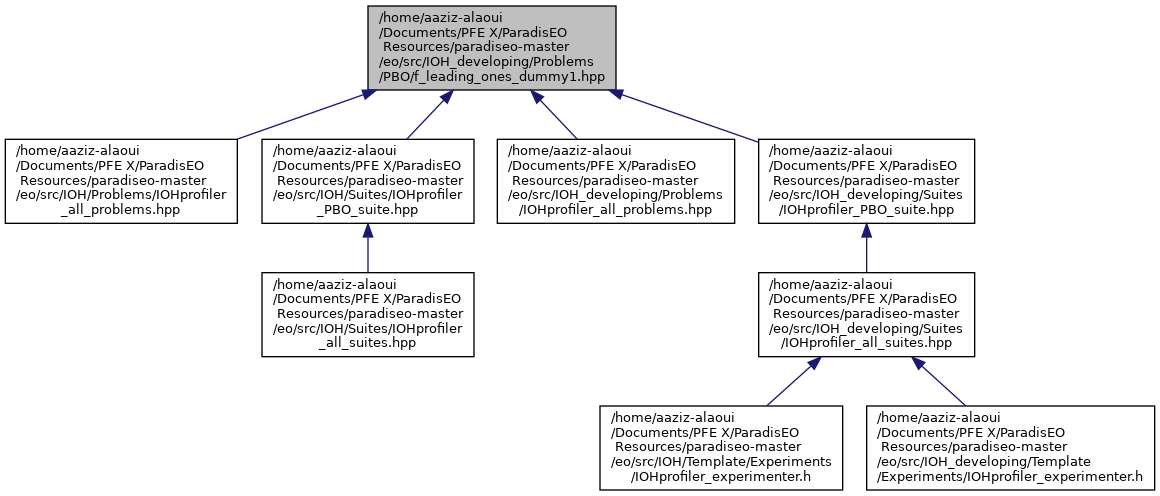 /home/aaziz-alaoui
/Documents/PFE X/ParadisEO
Resources/paradiseo-master
/eo/src/IOH_developing/Problems
/PBO/f_leading_ones_dummy1.hpp
/home/aaziz-alaoui
/Documents/PFE X/ParadisEO
Resources/paradiseo-master
/eo/src/IOH/Problems/IOHprofiler
_all_problems.hpp
/home/aaziz-alaoui
/Documents/PFE X/ParadisEO
Resources/paradiseo-master
/eo/src/IOH/Suites/IOHprofiler
_PBO_suite.hpp
/home/aaziz-alaoui
/Documents/PFE X/ParadisEO
Resources/paradiseo-master
/eo/src/IOH_developing/Problems
/IOHprofiler_all_problems.hpp
/home/aaziz-alaoui
/Documents/PFE X/ParadisEO
Resources/paradiseo-master
/eo/src/IOH_developing/Suites
/IOHprofiler_PBO_suite.hpp
/home/aaziz-alaoui
/Documents/PFE X/ParadisEO
Resources/paradiseo-master
/eo/src/IOH/Suites/IOHprofiler
_all_suites.hpp
/home/aaziz-alaoui
/Documents/PFE X/ParadisEO
Resources/paradiseo-master
/eo/src/IOH_developing/Suites
/IOHprofiler_all_suites.hpp
/home/aaziz-alaoui
/Documents/PFE X/ParadisEO
Resources/paradiseo-master
/eo/src/IOH/Template/Experiments
/IOHprofiler_experimenter.h
/home/aaziz-alaoui
/Documents/PFE X/ParadisEO
Resources/paradiseo-master
/eo/src/IOH_developing/Template
/Experiments/IOHprofiler_experimenter.h